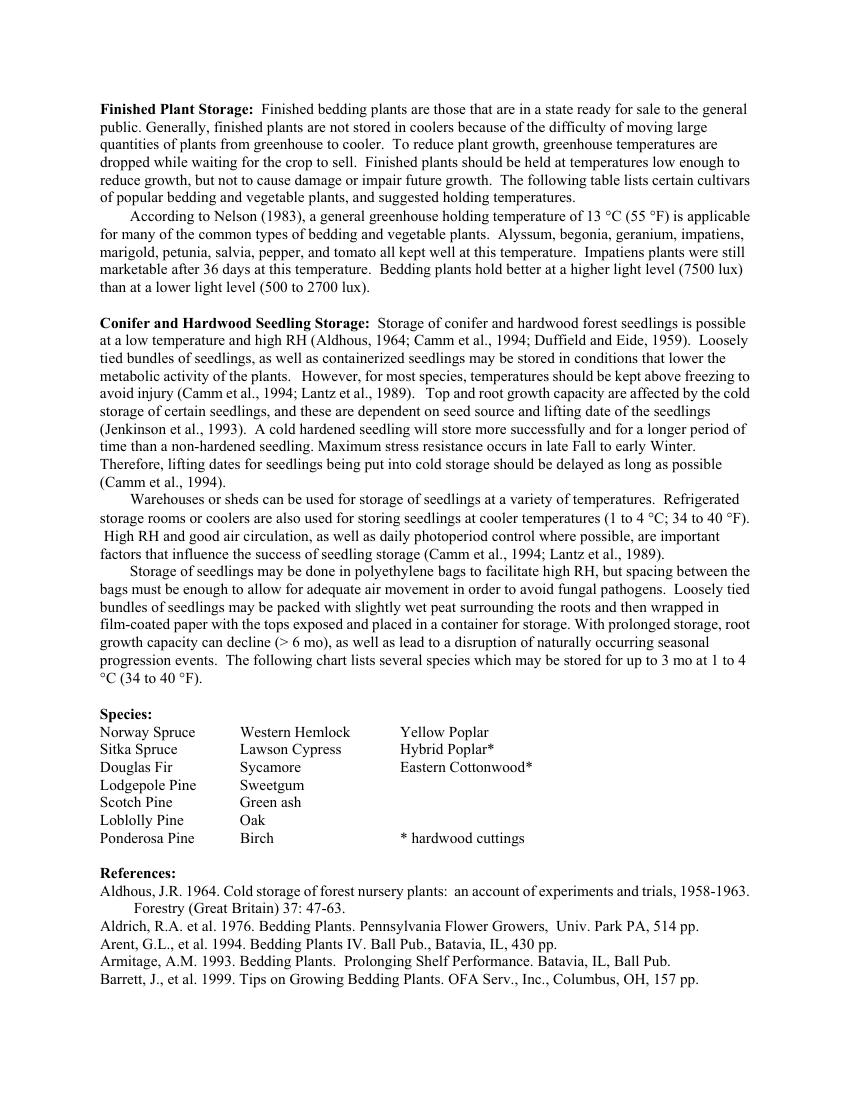 Finished Plant Storage:  Finished bedding plants are those that are in a state ready for sale to the general
public. Generally, finished plants are not stored in coolers because of the difficulty of moving large
quantities of plants from greenhouse to cooler.  To reduce plant growth, greenhouse temperatures are
dropped while waiting for the crop to sell.  Finished plants should be held at temperatures low enough to
reduce growth, but not to cause damage or impair future growth.  The following table lists certain cultivars
of popular bedding and vegetable plants, and suggested holding temperatures.
According to Nelson (1983), a general greenhouse holding temperature of 13 °C (55 °F) is applicable
for many of the common types of bedding and vegetable plants.  Alyssum, begonia, geranium, impatiens,
marigold, petunia, salvia, pepper, and tomato all kept well at this temperature.  Impatiens plants were still
marketable after 36 days at this temperature.  Bedding plants hold better at a higher light level (7500 lux)
than at a lower light level (500 to 2700 lux).
Conifer and Hardwood Seedling Storage:  Storage of conifer and hardwood forest seedlings is possible
at a low temperature and high RH (Aldhous, 1964; Camm et al., 1994; Duffield and Eide, 1959).  Loosely
tied bundles of seedlings, as well as containerized seedlings may be stored in conditions that lower the
metabolic activity of the plants.   However, for most species, temperatures should be kept above freezing to
avoid injury (Camm et al., 1994; Lantz et al., 1989).   Top and root growth capacity are affected by the cold
storage of certain seedlings, and these are dependent on seed source and lifting date of the seedlings
(Jenkinson et al., 1993).  A cold hardened seedling will store more successfully and for a longer period of
time than a non-hardened seedling. Maximum stress resistance occurs in late Fall to early Winter.
Therefore, lifting dates for seedlings being put into cold storage should be delayed as long as possible
(Camm et al., 1994).
Warehouses or sheds can be used for storage of seedlings at a variety of temperatures.  Refrigerated
storage rooms or coolers are also used for storing seedlings at cooler temperatures (1 to 4 °C; 34 to 40 °F).
High RH and good air circulation, as well as daily photoperiod control where possible, are important
factors that influence the success of seedling storage (Camm et al., 1994; Lantz et al., 1989).
Storage of seedlings may be done in polyethylene bags to facilitate high RH, but spacing between the
bags must be enough to allow for adequate air movement in order to avoid fungal pathogens.  Loosely tied
bundles of seedlings may be packed with slightly wet peat surrounding the roots and then wrapped in
film-coated paper with the tops exposed and placed in a container for storage. With prolonged storage, root
growth capacity can decline (> 6 mo), as well as lead to a disruption of naturally occurring seasonal
progression events.  The following chart lists several species which may be stored for up to 3 mo at 1 to 4
°C (34 to 40 °F).
Species:
Norway Spruce Western Hemlock Yellow Poplar
Sitka Spruce Lawson Cypress Hybrid Poplar*
Douglas Fir Sycamore Eastern Cottonwood*
Lodgepole Pine Sweetgum
Scotch Pine Green ash
Loblolly Pine Oak
Ponderosa Pine Birch * hardwood cuttings
References:
Aldhous, J.R. 1964. Cold storage of forest nursery plants:  an account of experiments and trials, 1958-1963.
Forestry (Great Britain) 37: 47-63.
Aldrich, R.A. et al. 1976. Bedding Plants. Pennsylvania Flower Growers,  Univ. Park PA, 514 pp.
Arent, G.L., et al. 1994. Bedding Plants IV. Ball Pub., Batavia, IL, 430 pp.
Armitage, A.M. 1993. Bedding Plants.  Prolonging Shelf Performance. Batavia, IL, Ball Pub.
Barrett, J., et al. 1999. Tips on Growing Bedding Plants. OFA Serv., Inc., Columbus, OH, 157 pp.